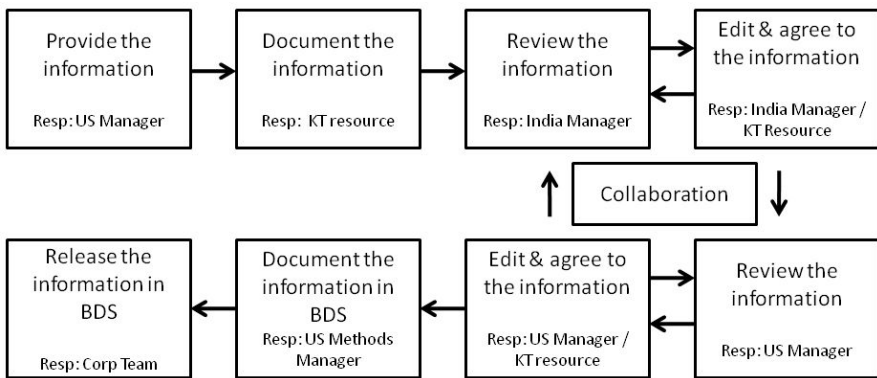 Provide the
information
Resp: US Manager
Document the
information
Resp: KT resource
Review the
information
Resp: India Manager
Edit & agree to
the information
Resp: India Manager /
KT Resource
Collaboration
Release the
information in
BDS
Resp: Corp Team
Document the
information in
BDS
Resp: US Methods
Manager
Edit & agree to
the information
Resp: US Manager /
KT resource
Review the
information
Resp: US Manager